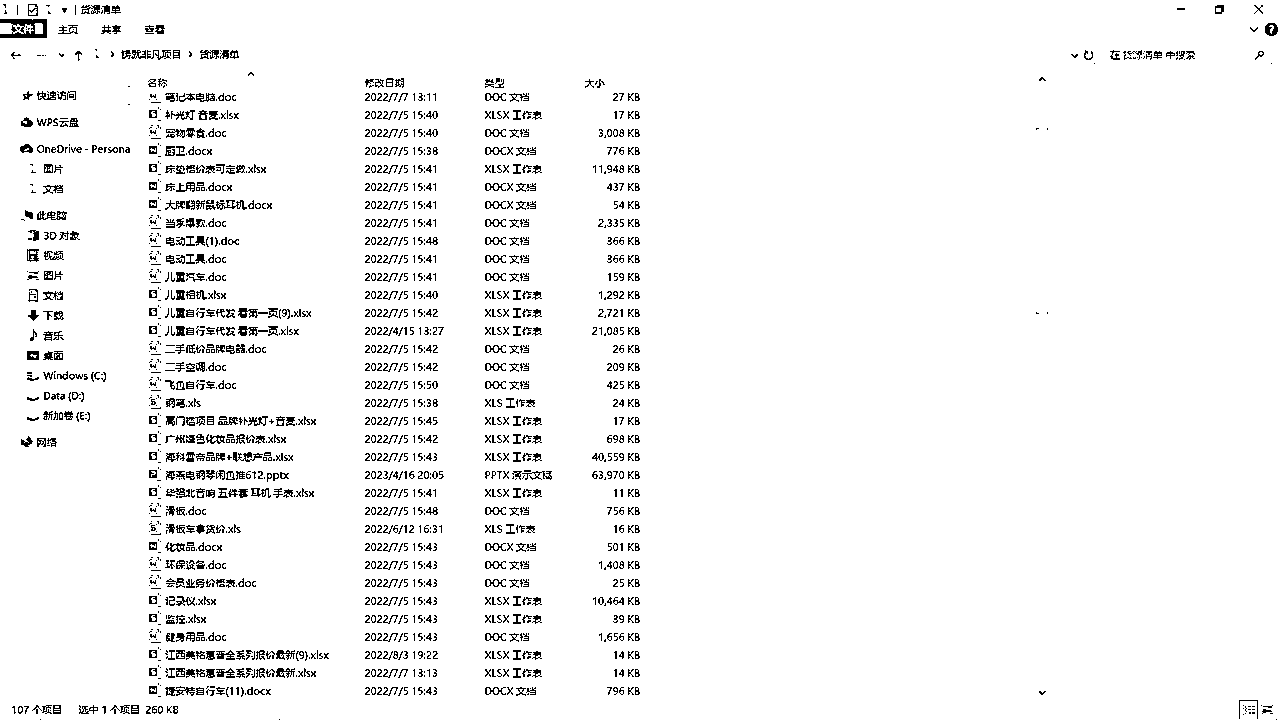 货源清单
文件 主页 共享 查看
铸就非凡项目 > 货源清单
在 货源清单 中搜索
名称 修改日期 类型 大小
快速访问
WPS云盘
OneDrive - Persona
图片
文档
此电脑
3D 对象
视频
图片
文档
下载
音乐
桌面
Windows (C:)
Data (D:)
新加卷 (E:)
网络
笔记本电脑.doc 2022/7/7 13:11 DOC 文档 27 KB
补光灯 音麦.xlsx 2022/7/5 15:40 XLSX 工作表 17 KB
宠物零食.doc 2022/7/5 15:40 DOC 文档 3,008 KB
厨卫.docx 2022/7/5 15:38 DOCX 文档 776 KB
床垫格价表可定做.xlsx 2022/7/5 15:41 XLSX 工作表 11,948 KB
床上用品.docx 2022/7/5 15:41 DOCX 文档 437 KB
大牌翻新鼠标耳机.docx 2022/7/5 15:41 DOCX 文档 54 KB
当季爆款.doc 2022/7/5 15:41 DOC 文档 2,335 KB
电动工具(1).doc 2022/7/5 15:48 DOC 文档 366 KB
电动工具.doc 2022/7/5 15:41 DOC 文档 366 KB
儿童汽车.doc 2022/7/5 15:41 DOC 文档 159 KB
儿童相机.xlsx 2022/7/5 15:40 XLSX 工作表 1,292 KB
儿童自行车代发 看第一页(9).xlsx 2022/7/5 15:42 XLSX 工作表 2,721 KB
儿童自行车代发 看第一页.xlsx 2022/4/15 13:27 XLSX 工作表 21,085 KB
二手低价品牌电器.doc 2022/7/5 15:42 DOC 文档 26 KB
二手空调.doc 2022/7/5 15:42 DOC 文档 209 KB
飞鱼自行车.doc 2022/7/5 15:50 DOC 文档 425 KB
钢笔.xls 2022/7/5 15:38 XLS 工作表 24 KB
高门槛项目 品牌补光灯+音麦.xlsx 2022/7/5 15:45 XLSX 工作表 17 KB
广州瑾色化妆品报价表.xlsx 2022/7/5 15:42 XLSX 工作表 698 KB
海科雷帝品牌+联想产品.xlsx 2022/7/5 15:43 XLSX 工作表 40,559 KB
海燕电钢琴闲鱼推612.pptx 2023/4/16 20:05 PPTX 演示文稿 63,970 KB
华强北音响 五件套 耳机 手表.xlsx 2022/7/5 15:43 XLSX 工作表 11 KB
滑板.doc 2022/7/5 15:48 DOC 文档 756 KB
滑板车拿货价.xls 2022/6/12 16:31 XLS 工作表 16 KB
化妆品.docx 2022/7/5 15:43 DOCX 文档 501 KB
环保设备.doc 2022/7/5 15:43 DOC 文档 1,408 KB
会员业务价格表.doc 2022/7/5 15:43 DOC 文档 25 KB
记录仪.xlsx 2022/7/5 15:43 XLSX 工作表 10,464 KB
监控.xlsx 2022/7/5 15:43 XLSX 工作表 39 KB
健身用品.doc 2022/7/5 15:43 DOC 文档 1,656 KB
江西美格惠普全系列报价最新(9).xlsx 2022/8/3 19:22 XLSX 工作表 14 KB
江西美格惠普全系列报价最新.xlsx 2022/7/7 13:13 XLSX 工作表 14 KB
捷安特自行车(11).docx 2022/7/5 15:43 DOCX 文档 796 KB
107 个项目 选中 1 个项目 260 KB